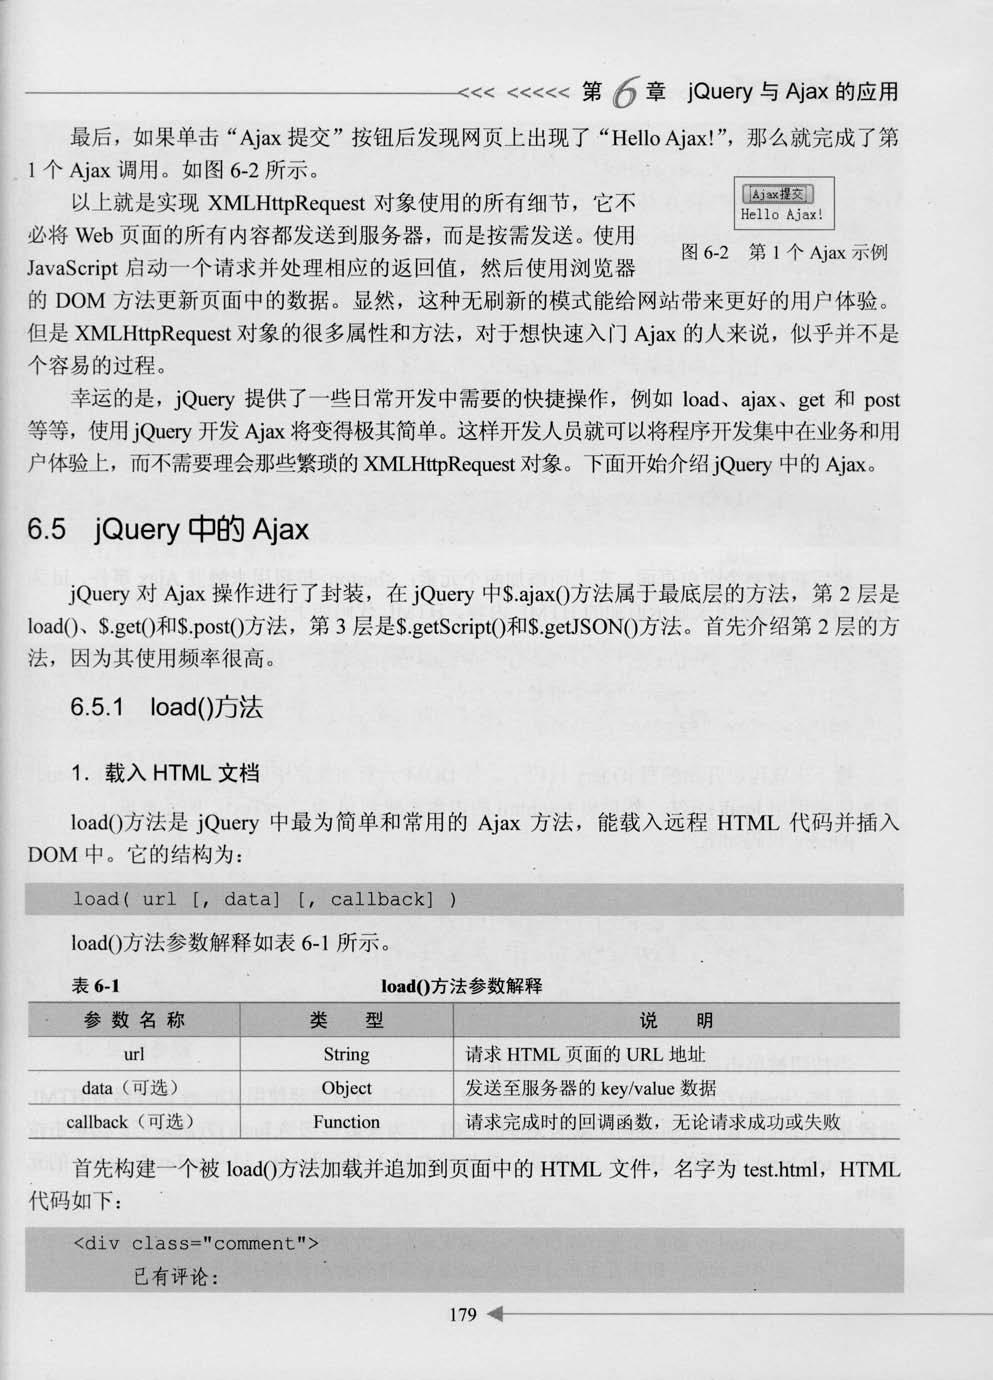 <<< <<<<< 第 6 章 jQuery 与 Ajax 的应用
最后，如果单击“Ajax 提交”按钮后发现网页上出现了“Hello Ajax!”，那么就完成了第
1 个 Ajax 调用。如图 6-2 所示。
以上就是实现 XMLHttpRequest 对象使用的所有细节，它不
必将 Web 页面的所有内容都发送到服务器，而是按需发送。使用
JavaScript 启动一个请求并处理相应的返回值，然后使用浏览器
Ajax提交
Hello Ajax!
图 6-2 第 1 个 Ajax 示例
的 DOM 方法更新页面中的数据。显然，这种无刷新的模式能给网站带来更好的用户体验。
但是 XMLHttpRequest 对象的很多属性和方法，对于想快速入门 Ajax 的人来说，似乎并不是
个容易的过程。
幸运的是，jQuery 提供了一些日常开发中需要的快捷操作，例如 load、ajax、get 和 post
等等，使用 jQuery 开发 Ajax 将变得极其简单。这样开发人员就可以将程序开发集中在业务和用
户体验上，而不需要理会那些繁琐的 XMLHttpRequest 对象。下面开始介绍 jQuery 中的 Ajax。
6.5 jQuery 中的 Ajax
jQuery 对 Ajax 操作进行了封装，在 jQuery 中$.ajax()方法属于最底层的方法，第 2 层是
load()、$.get()和$.post()方法，第 3 层是$.getScript()和$.getJSON()方法。首先介绍第 2 层的方
法，因为其使用频率很高。
6.5.1 load()方法
1．载入 HTML 文档
load()方法是 jQuery 中最为简单和常用的 Ajax 方法，能载入远程 HTML 代码并插入
DOM 中。它的结构为：
load( url [, data] [, callback] )
load()方法参数解释如表 6-1 所示。
表 6-1 load()方法参数解释
参 数 名 称 类 型 说 明
url String 请求 HTML 页面的 URL 地址
data（可选） Object 发送至服务器的 key/value 数据
callback（可选） Function 请求完成时的回调函数，无论请求成功或失败
首先构建一个被 load()方法加载并追加到页面中的 HTML 文件，名字为 test.html，HTML
代码如下：
<div class="comment">
已有评论：
179